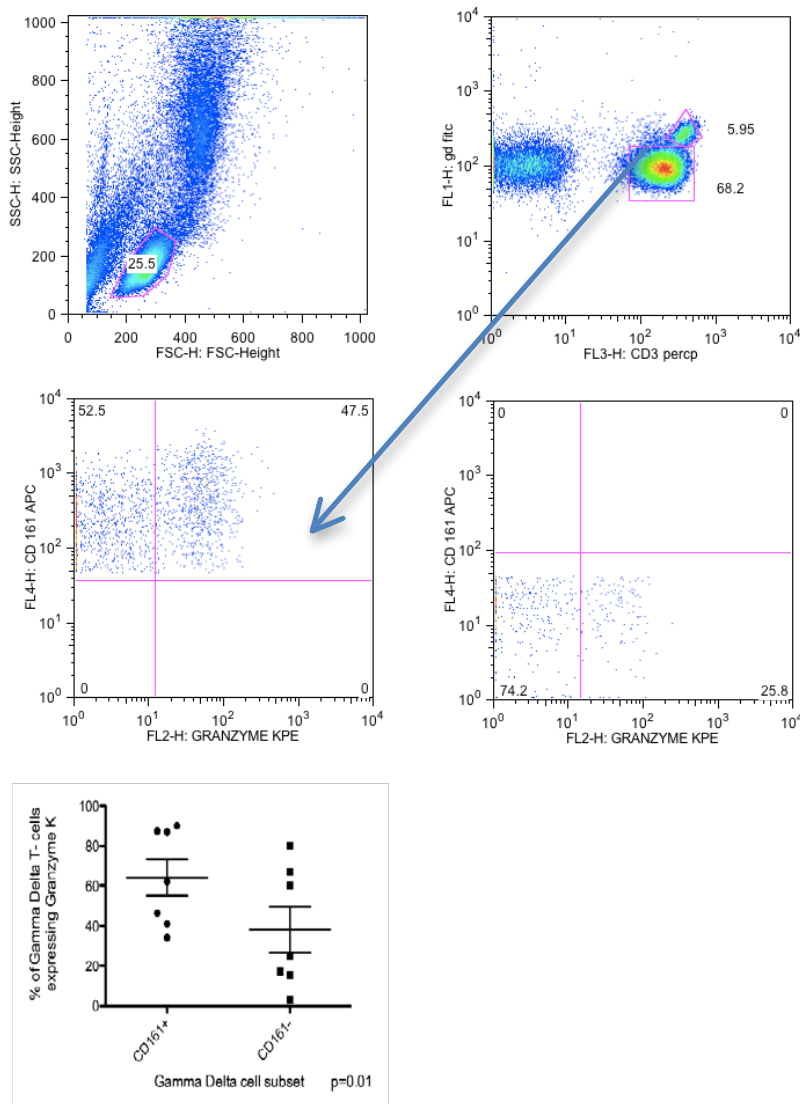 1000
800
600
400
200
0
SSC-H: SSC-Height
25.5
0 200 400 600 800 1000
FSC-H: FSC-Height
10^4
10^3
10^2
10^1
10^0
FL1-H: gd fitc
5.95
68.2
10^0 10^1 10^2 10^3 10^4
FL3-H: CD3 percp
10^4
10^3
10^2
10^1
10^0
FL4-H: CD 161 APC
52.5 47.5
0 0
10^0 10^1 10^2 10^3 10^4
FL2-H: GRANZYME KPE
10^4
10^3
10^2
10^1
10^0
FL4-H: CD 161 APC
0 0
74.2 25.8
10^0 10^1 10^2 10^3 10^4
FL2-H: GRANZYME KPE
% of Gamma Delta T- cells
expressing Granzyme K
100
80
60
40
20
0
CD161+ CD161-
Gamma Delta cell subset p=0.01